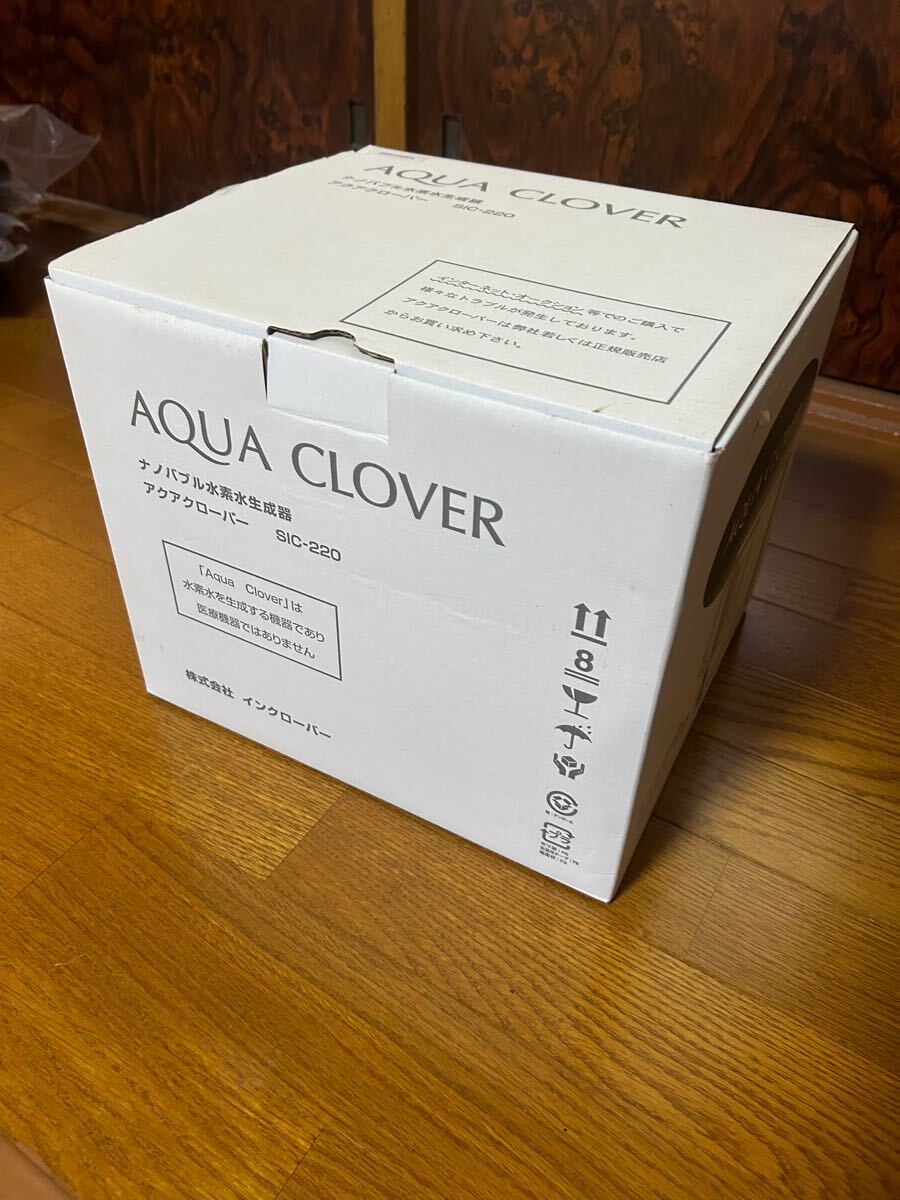 AQUA CLOVER
ナノバブル水素水生成器
アクアクローバー SIC-220
インターネット・オークション等でのご購入で
様々なトラブルが発生しております。
アクアクローバーは弊社若しくは正規販売店
からお買い求め下さい。
AQUA CLOVER
ナノバブル水素水生成器
アクアクローバー SIC-220
「Aqua Clover」は
水素水を生成する機器であり
医療機器ではありません
株式会社 インクローバー
8
プラ